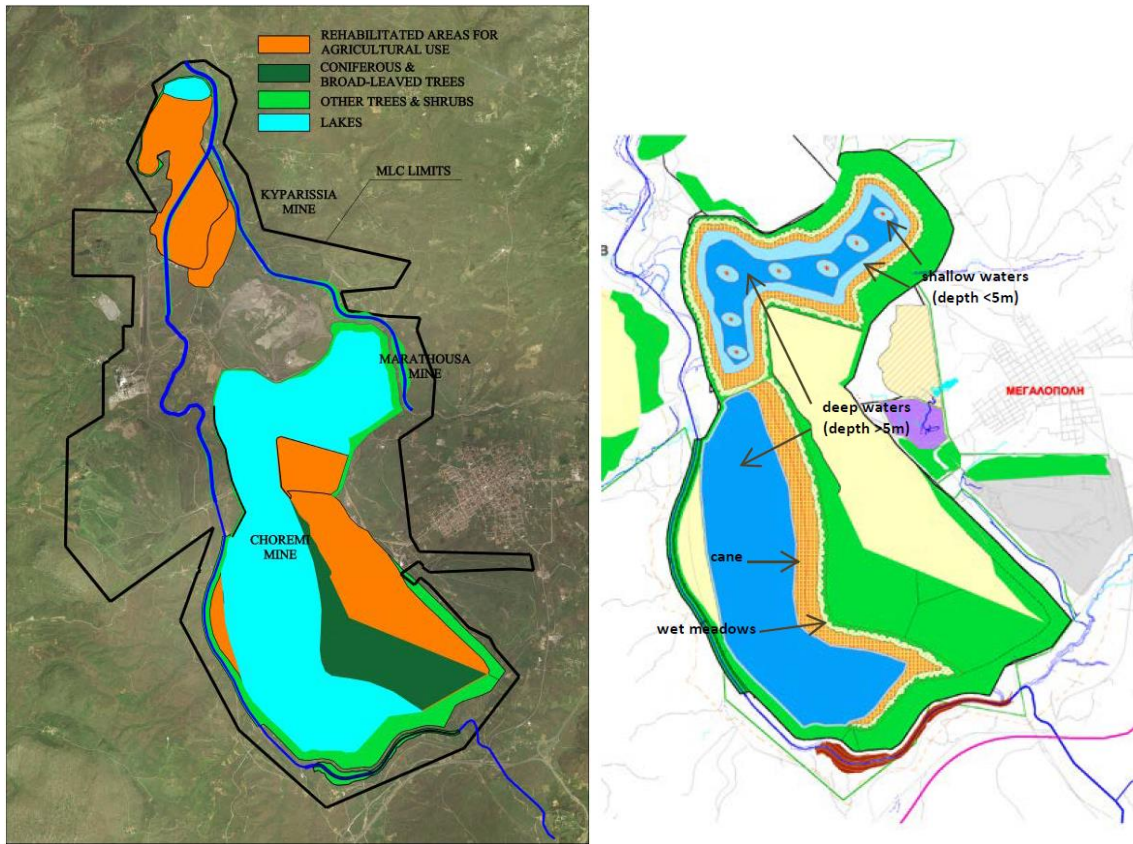 REHABILITATED AREAS FOR
AGRICULTURAL USE
CONIFEROUS &
BROAD-LEAVED TREES
OTHER TREES & SHRUBS
LAKES
MLC LIMITS
KYPARISSIA
MINE
MARATHOUSA
MINE
CHOREMI
MINE
shallow waters
(depth <5m)
ΜΕΓΑΛΟΠΟΛΗ
deep waters
(depth >5m)
cane
wet meadows